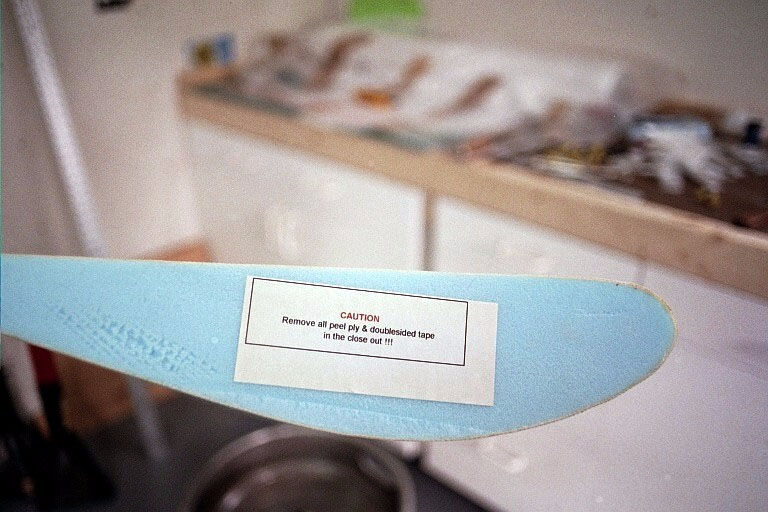 CAUTION
Remove all peel ply & doublesided tape
in the close out !!!